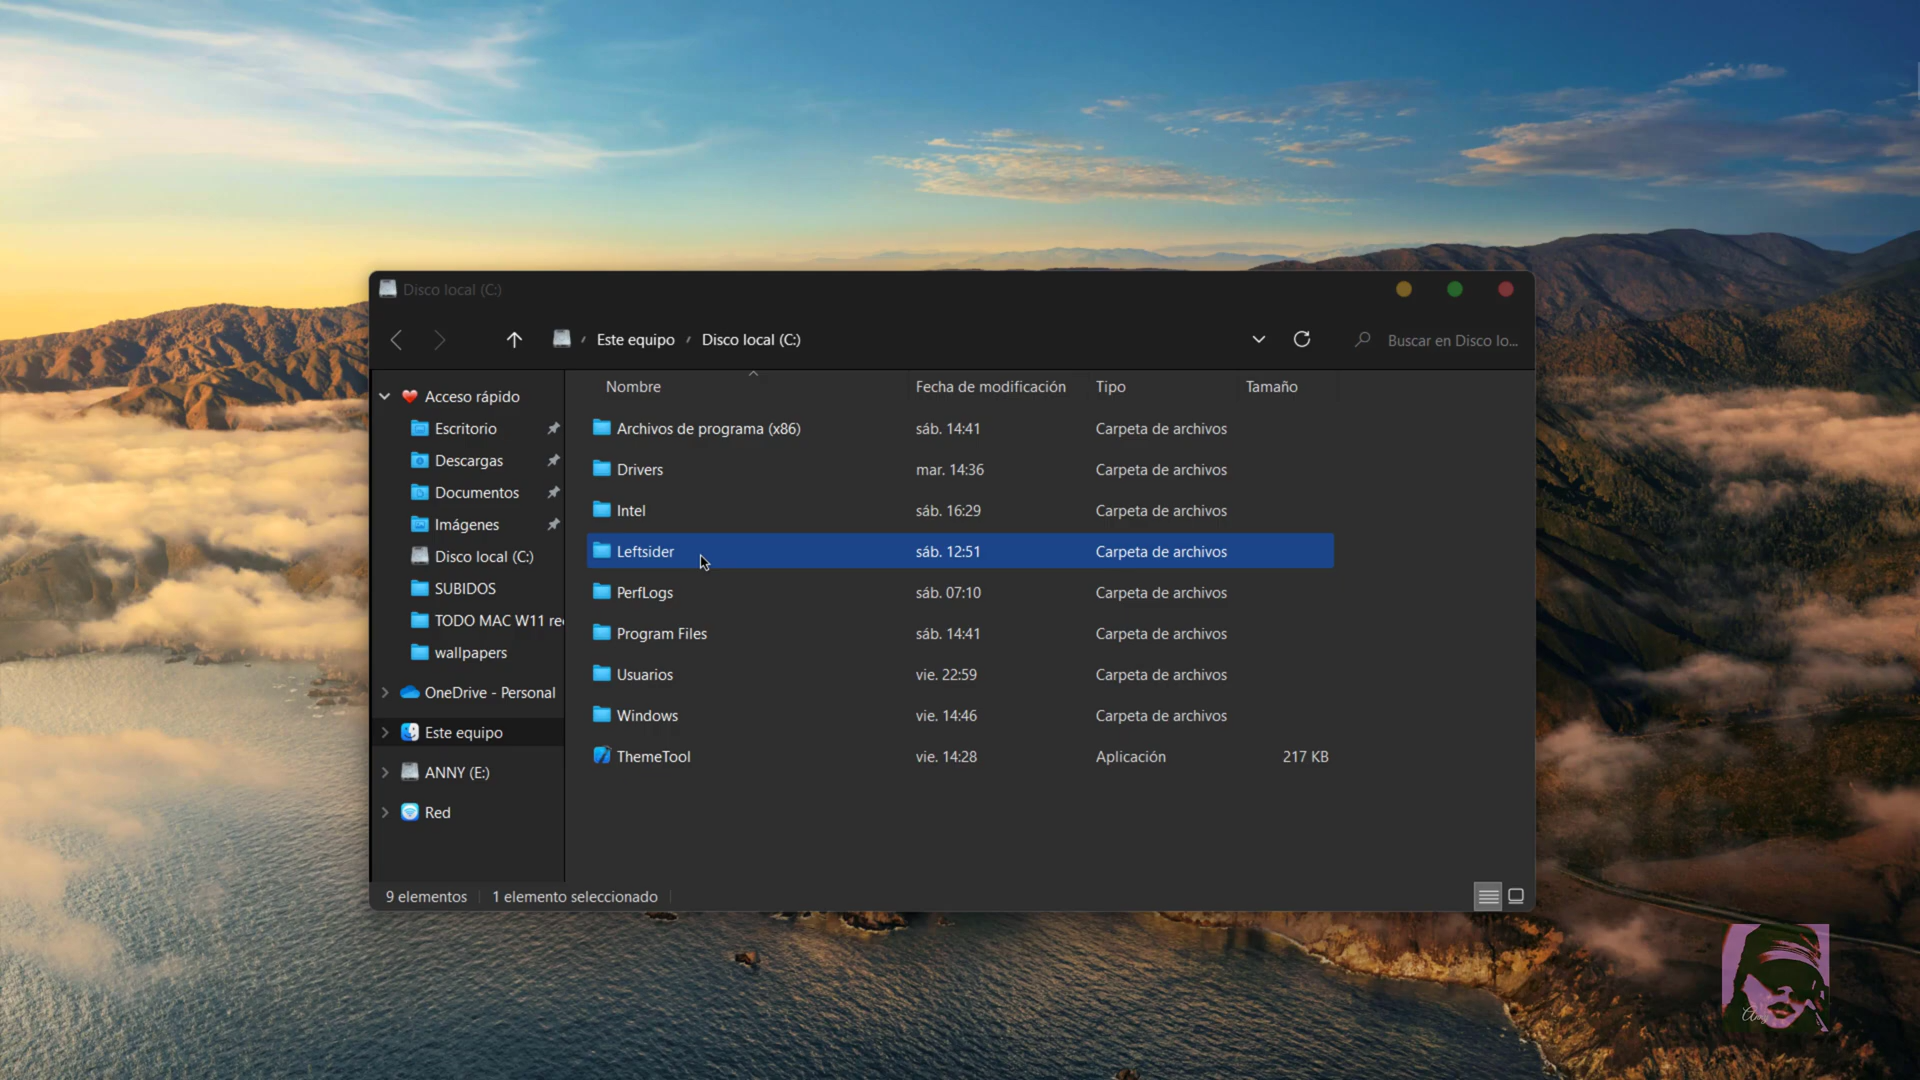 Disco local (C:)
Este equipo / Disco local (C:)
Buscar en Disco lo...
Nombre Fecha de modificación Tipo Tamaño
Acceso rápido
Escritorio
Descargas
Documentos
Imágenes
Disco local (C:)
SUBIDOS
TODO MAC W11 re
wallpapers
OneDrive - Personal
Este equipo
ANNY (E:)
Red
Archivos de programa (x86) sáb. 14:41 Carpeta de archivos
Drivers mar. 14:36 Carpeta de archivos
Intel sáb. 16:29 Carpeta de archivos
Leftsider sáb. 12:51 Carpeta de archivos
PerfLogs sáb. 07:10 Carpeta de archivos
Program Files sáb. 14:41 Carpeta de archivos
Usuarios vie. 22:59 Carpeta de archivos
Windows vie. 14:46 Carpeta de archivos
ThemeTool vie. 14:28 Aplicación 217 KB
9 elementos 1 elemento seleccionado